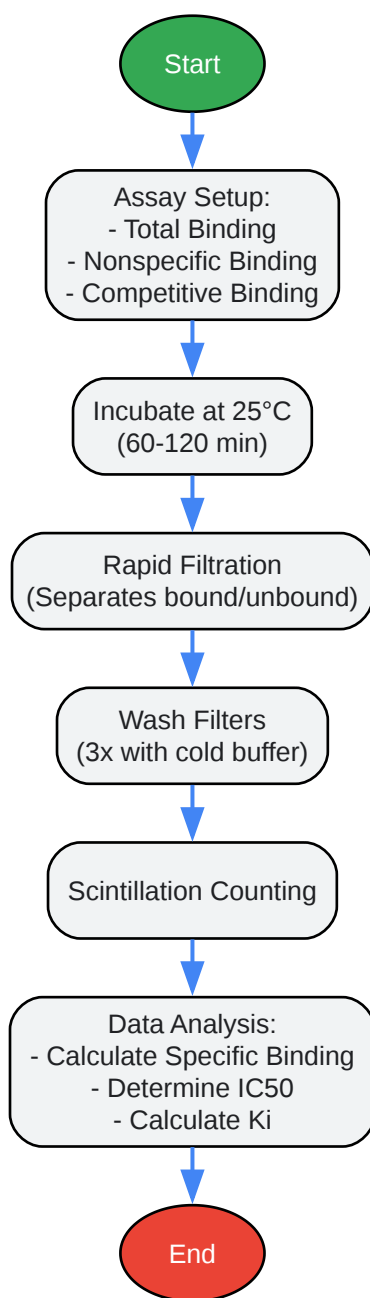 Start
Assay Setup:
- Total Binding
- Nonspecific Binding
- Competitive Binding
Incubate at 25°C
(60-120 min)
Rapid Filtration
(Separates bound/unbound)
Wash Filters
(3x with cold buffer)
Scintillation Counting
Data Analysis:
- Calculate Specific Binding
- Determine IC50
- Calculate Ki
End